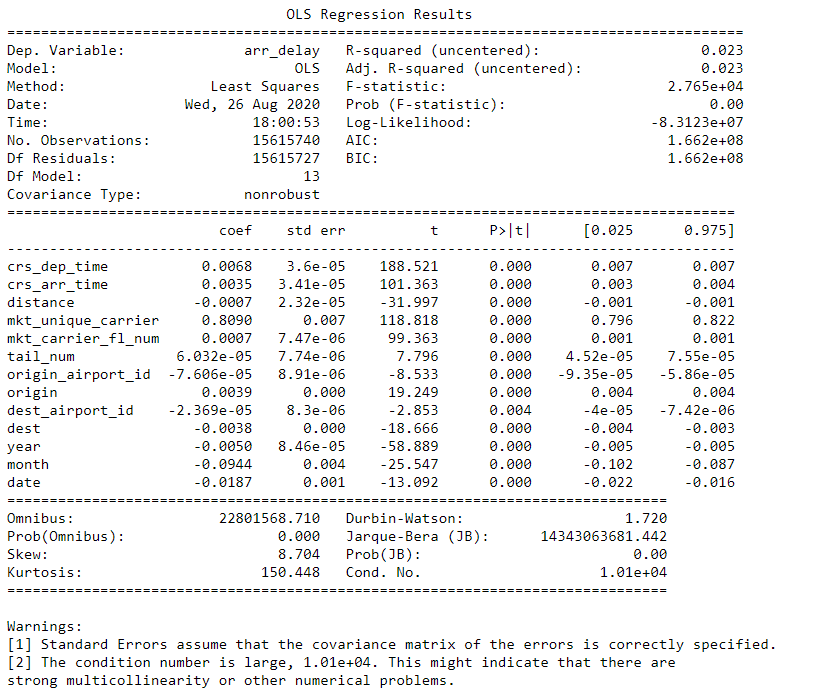 OLS Regression Results
==============================================================================
Dep. Variable: arr_delay R-squared (uncentered): 0.023
Model: OLS Adj. R-squared (uncentered): 0.023
Method: Least Squares F-statistic: 2.765e+04
Date: Wed, 26 Aug 2020 Prob (F-statistic): 0.00
Time: 18:00:53 Log-Likelihood: -8.3123e+07
No. Observations: 15615740 AIC: 1.662e+08
Df Residuals: 15615727 BIC: 1.662e+08
Df Model: 13
Covariance Type: nonrobust
==============================================================================
coef std err t P>|t| [0.025 0.975]
------------------------------------------------------------------------------
crs_dep_time 0.0068 3.6e-05 188.521 0.000 0.007 0.007
crs_arr_time 0.0035 3.41e-05 101.363 0.000 0.003 0.004
distance -0.0007 2.32e-05 -31.997 0.000 -0.001 -0.001
mkt_unique_carrier 0.8090 0.007 118.818 0.000 0.796 0.822
mkt_carrier_fl_num 0.0007 7.47e-06 99.363 0.000 0.001 0.001
tail_num 6.032e-05 7.74e-06 7.796 0.000 4.52e-05 7.55e-05
origin_airport_id -7.606e-05 8.91e-06 -8.533 0.000 -9.35e-05 -5.86e-05
origin 0.0039 0.000 19.249 0.000 0.004 0.004
dest_airport_id -2.369e-05 8.3e-06 -2.853 0.004 -4e-05 -7.42e-06
dest -0.0038 0.000 -18.666 0.000 -0.004 -0.003
year -0.0050 8.46e-05 -58.889 0.000 -0.005 -0.005
month -0.0944 0.004 -25.547 0.000 -0.102 -0.087
date -0.0187 0.001 -13.092 0.000 -0.022 -0.016
==============================================================================
Omnibus: 22801568.710 Durbin-Watson: 1.720
Prob(Omnibus): 0.000 Jarque-Bera (JB): 14343063681.442
Skew: 8.704 Prob(JB): 0.00
Kurtosis: 150.448 Cond. No. 1.01e+04
==============================================================================
Warnings:
[1] Standard Errors assume that the covariance matrix of the errors is correctly specified.
[2] The condition number is large, 1.01e+04. This might indicate that there are
strong multicollinearity or other numerical problems.